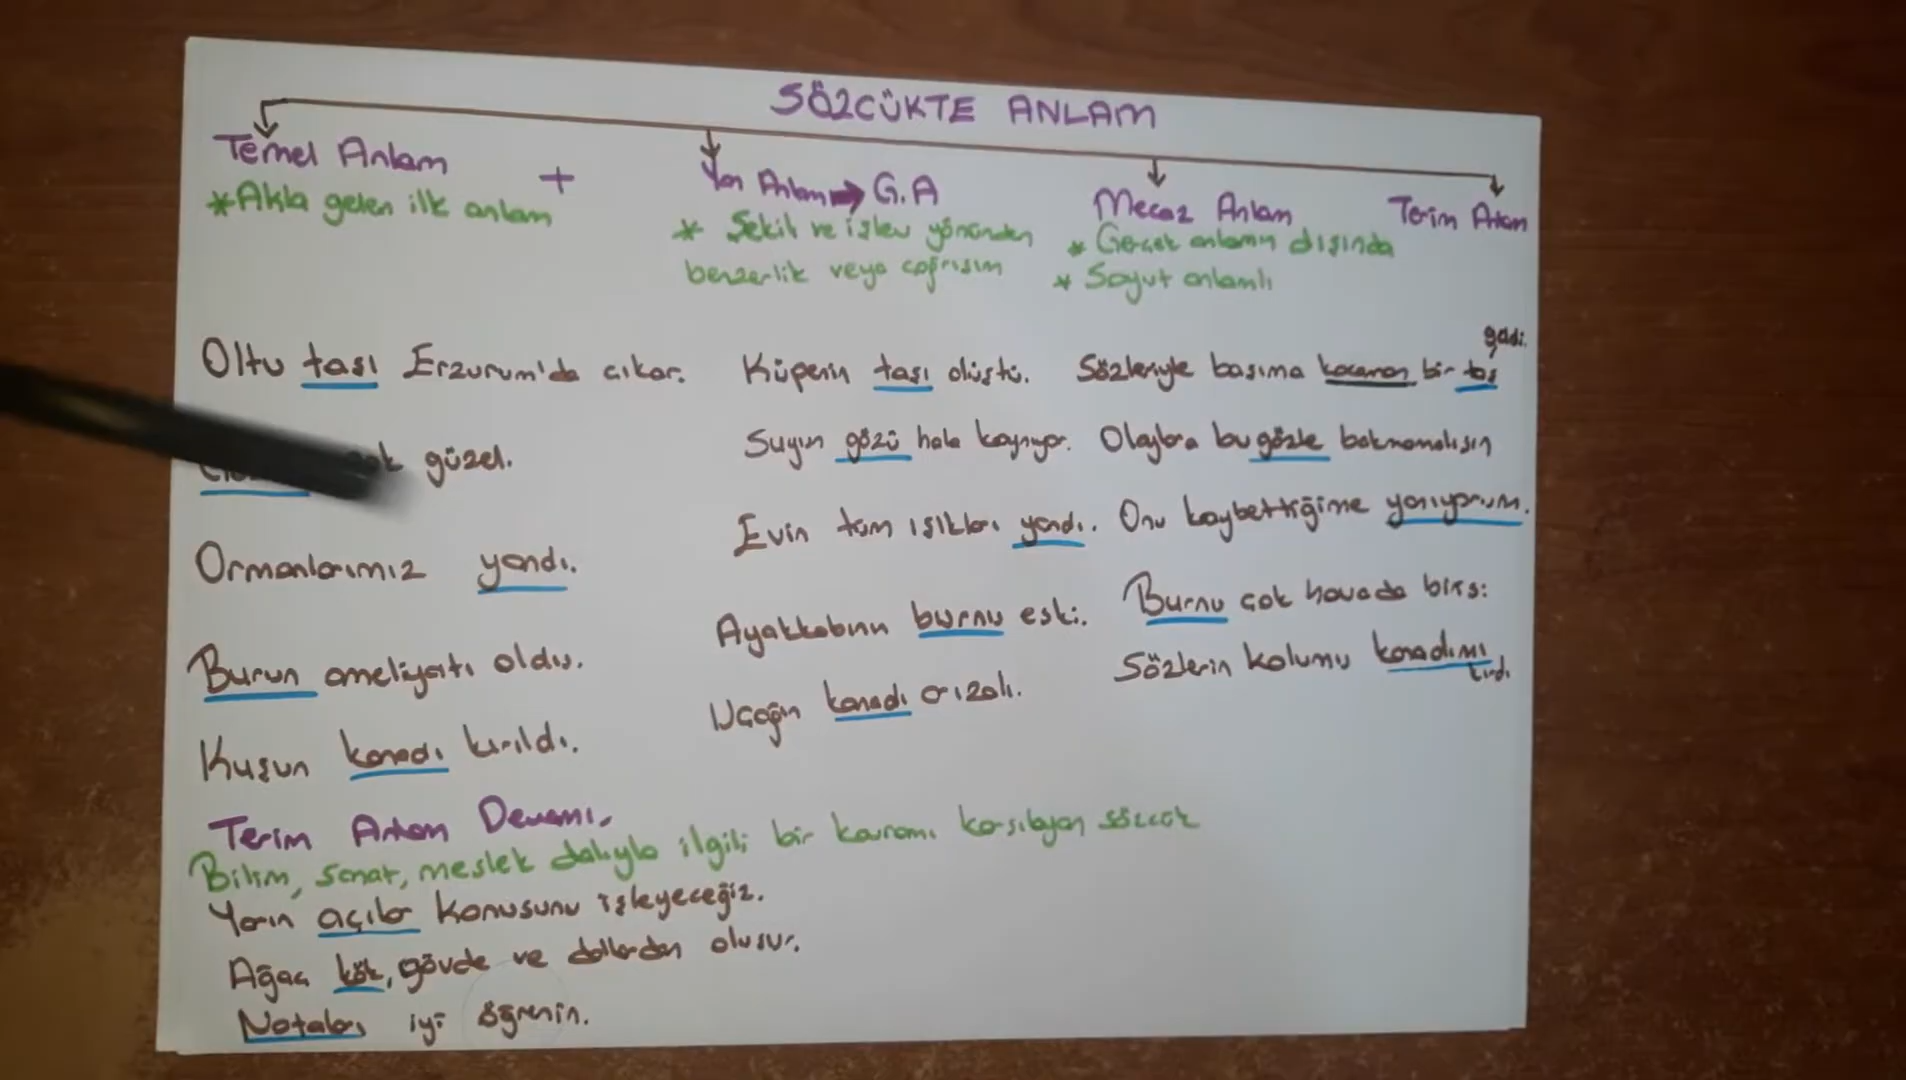 SÖZCÜKTE ANLAM
Temel Anlam
+
Yan Anlam → G.A
Mecaz Anlam
Terim Anlam
*Akla gelen ilk anlam
* Şekil ve işlev yönünden
benzerlik veya çağrışım
* Gerçek anlamın dışında
* Soyut anlamlı
Oltu taşı Erzurum'da çıkar.
güzel.
Ormanlarımız yandı.
Burun ameliyatı oldu.
Kuşun kanadı kırıldı.
Küpenin taşı düştü.
Suyun gözü hala kaynıyor.
Evin tüm ışıkları yandı.
Ayakkabının burnu eski.
Uçağın kanadı arızalı.
Sözleriyle başıma kocaman bir taş
yedi.
Olaylara bu gözle bakmamalısın
Onu kaybettiğime yanıyorum.
Burnu çok havada birisi
Sözlerin kolumu kanadımı
kırdı.
Terim Anlam Devamı,
Bilim, sanat, meslek dalıyla ilgili bir kavramı karşılayan sözcük
Yarın açılar konusunu işleyeceğiz.
Ağaç kök, gövde ve dallardan oluşur.
Notaları iyi öğrenin.